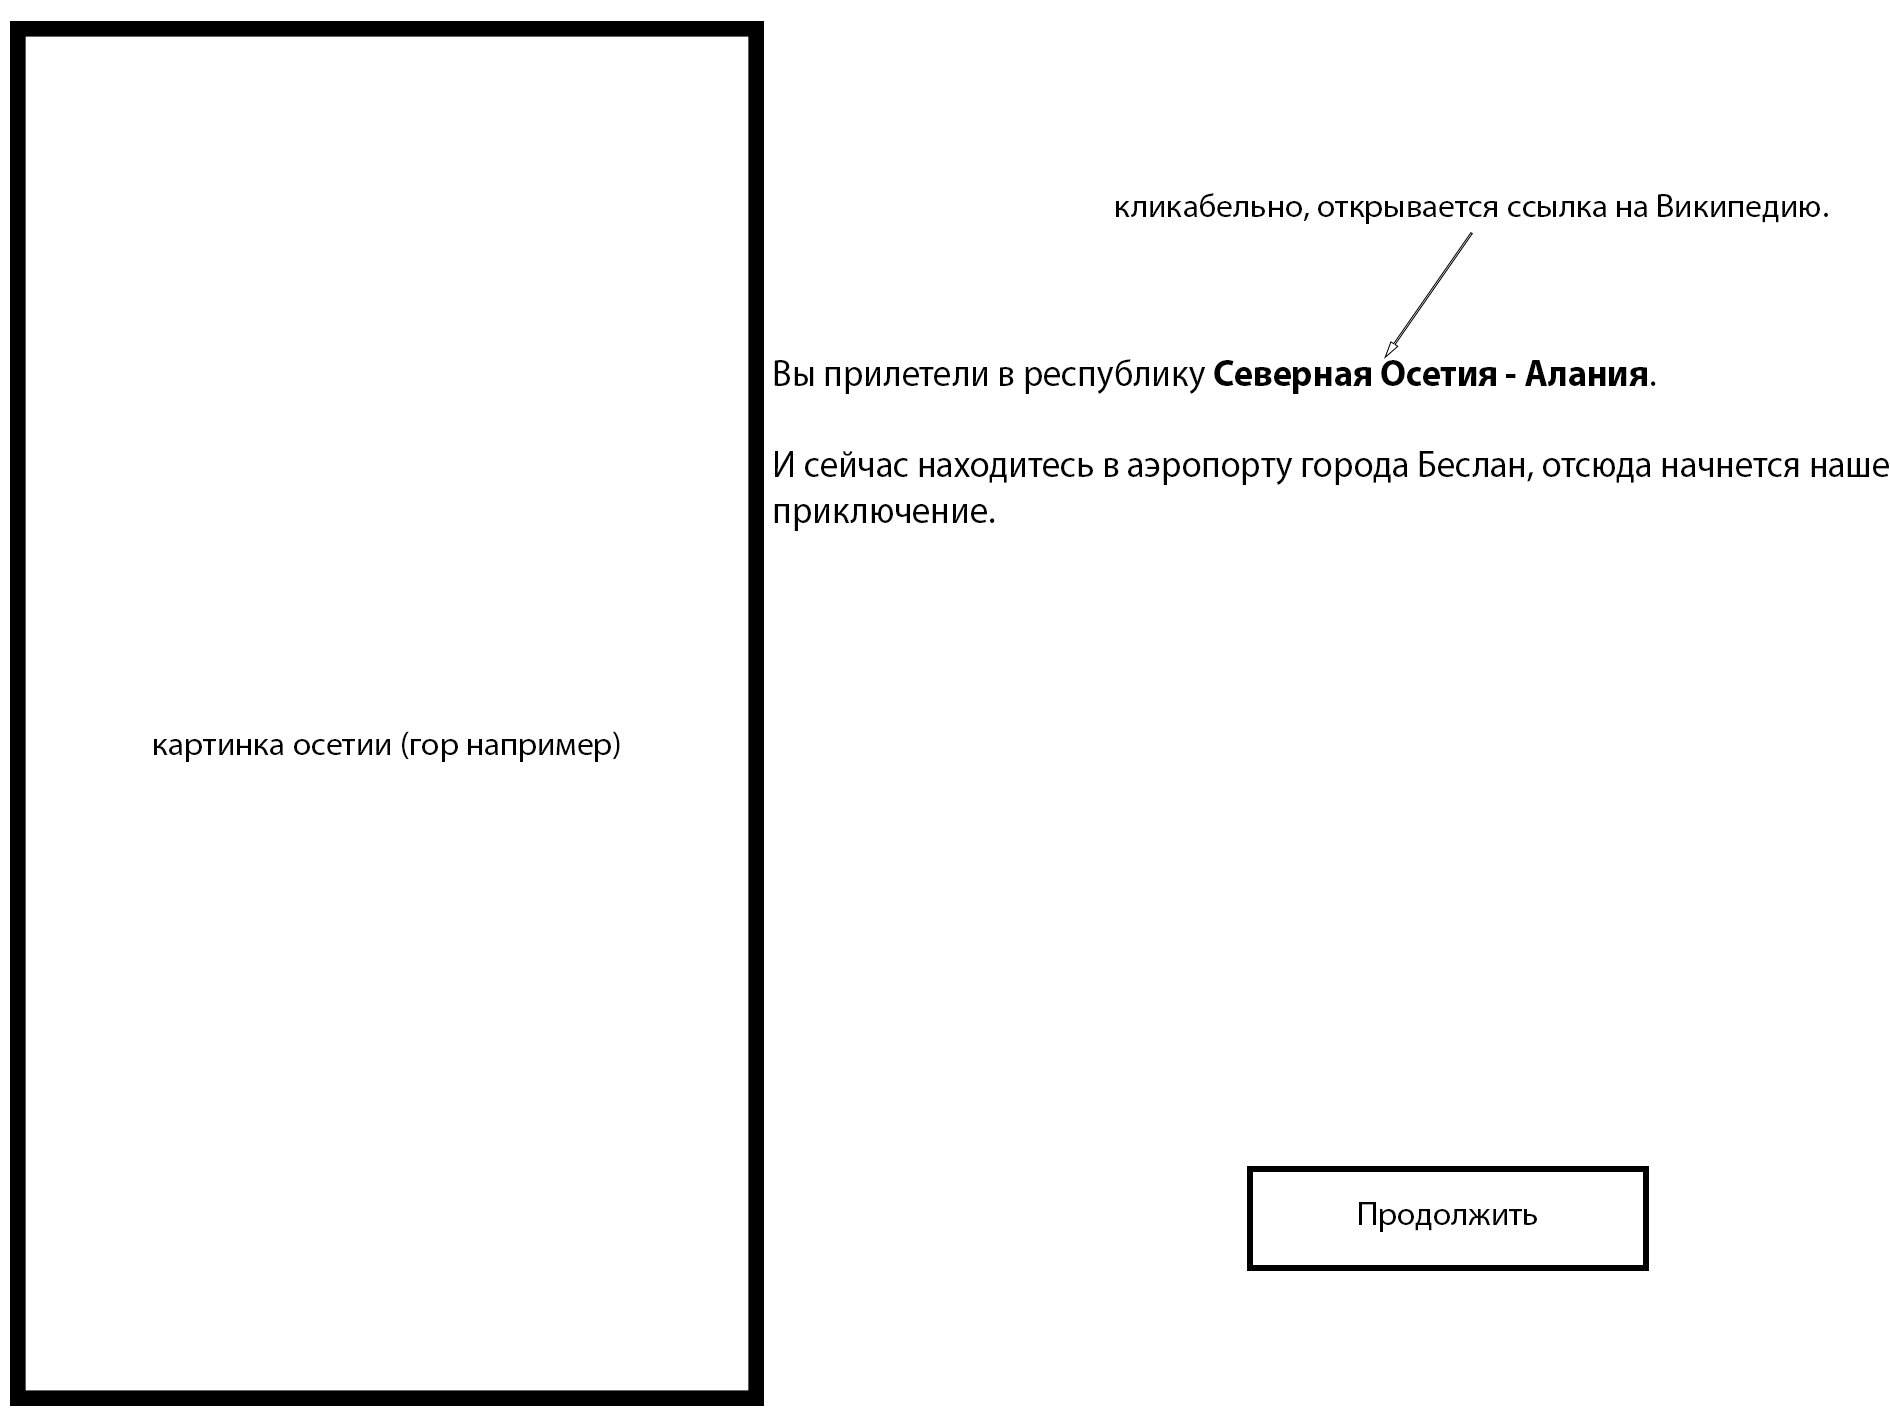 кликабельно, открывается ссылка на Википедию.
Вы прилетели в республику Северная Осетия - Алания.
И сейчас находитесь в аэропорту города Беслан, отсюда начнется наше
приключение.
картинка осетии (гор например)
Продолжить